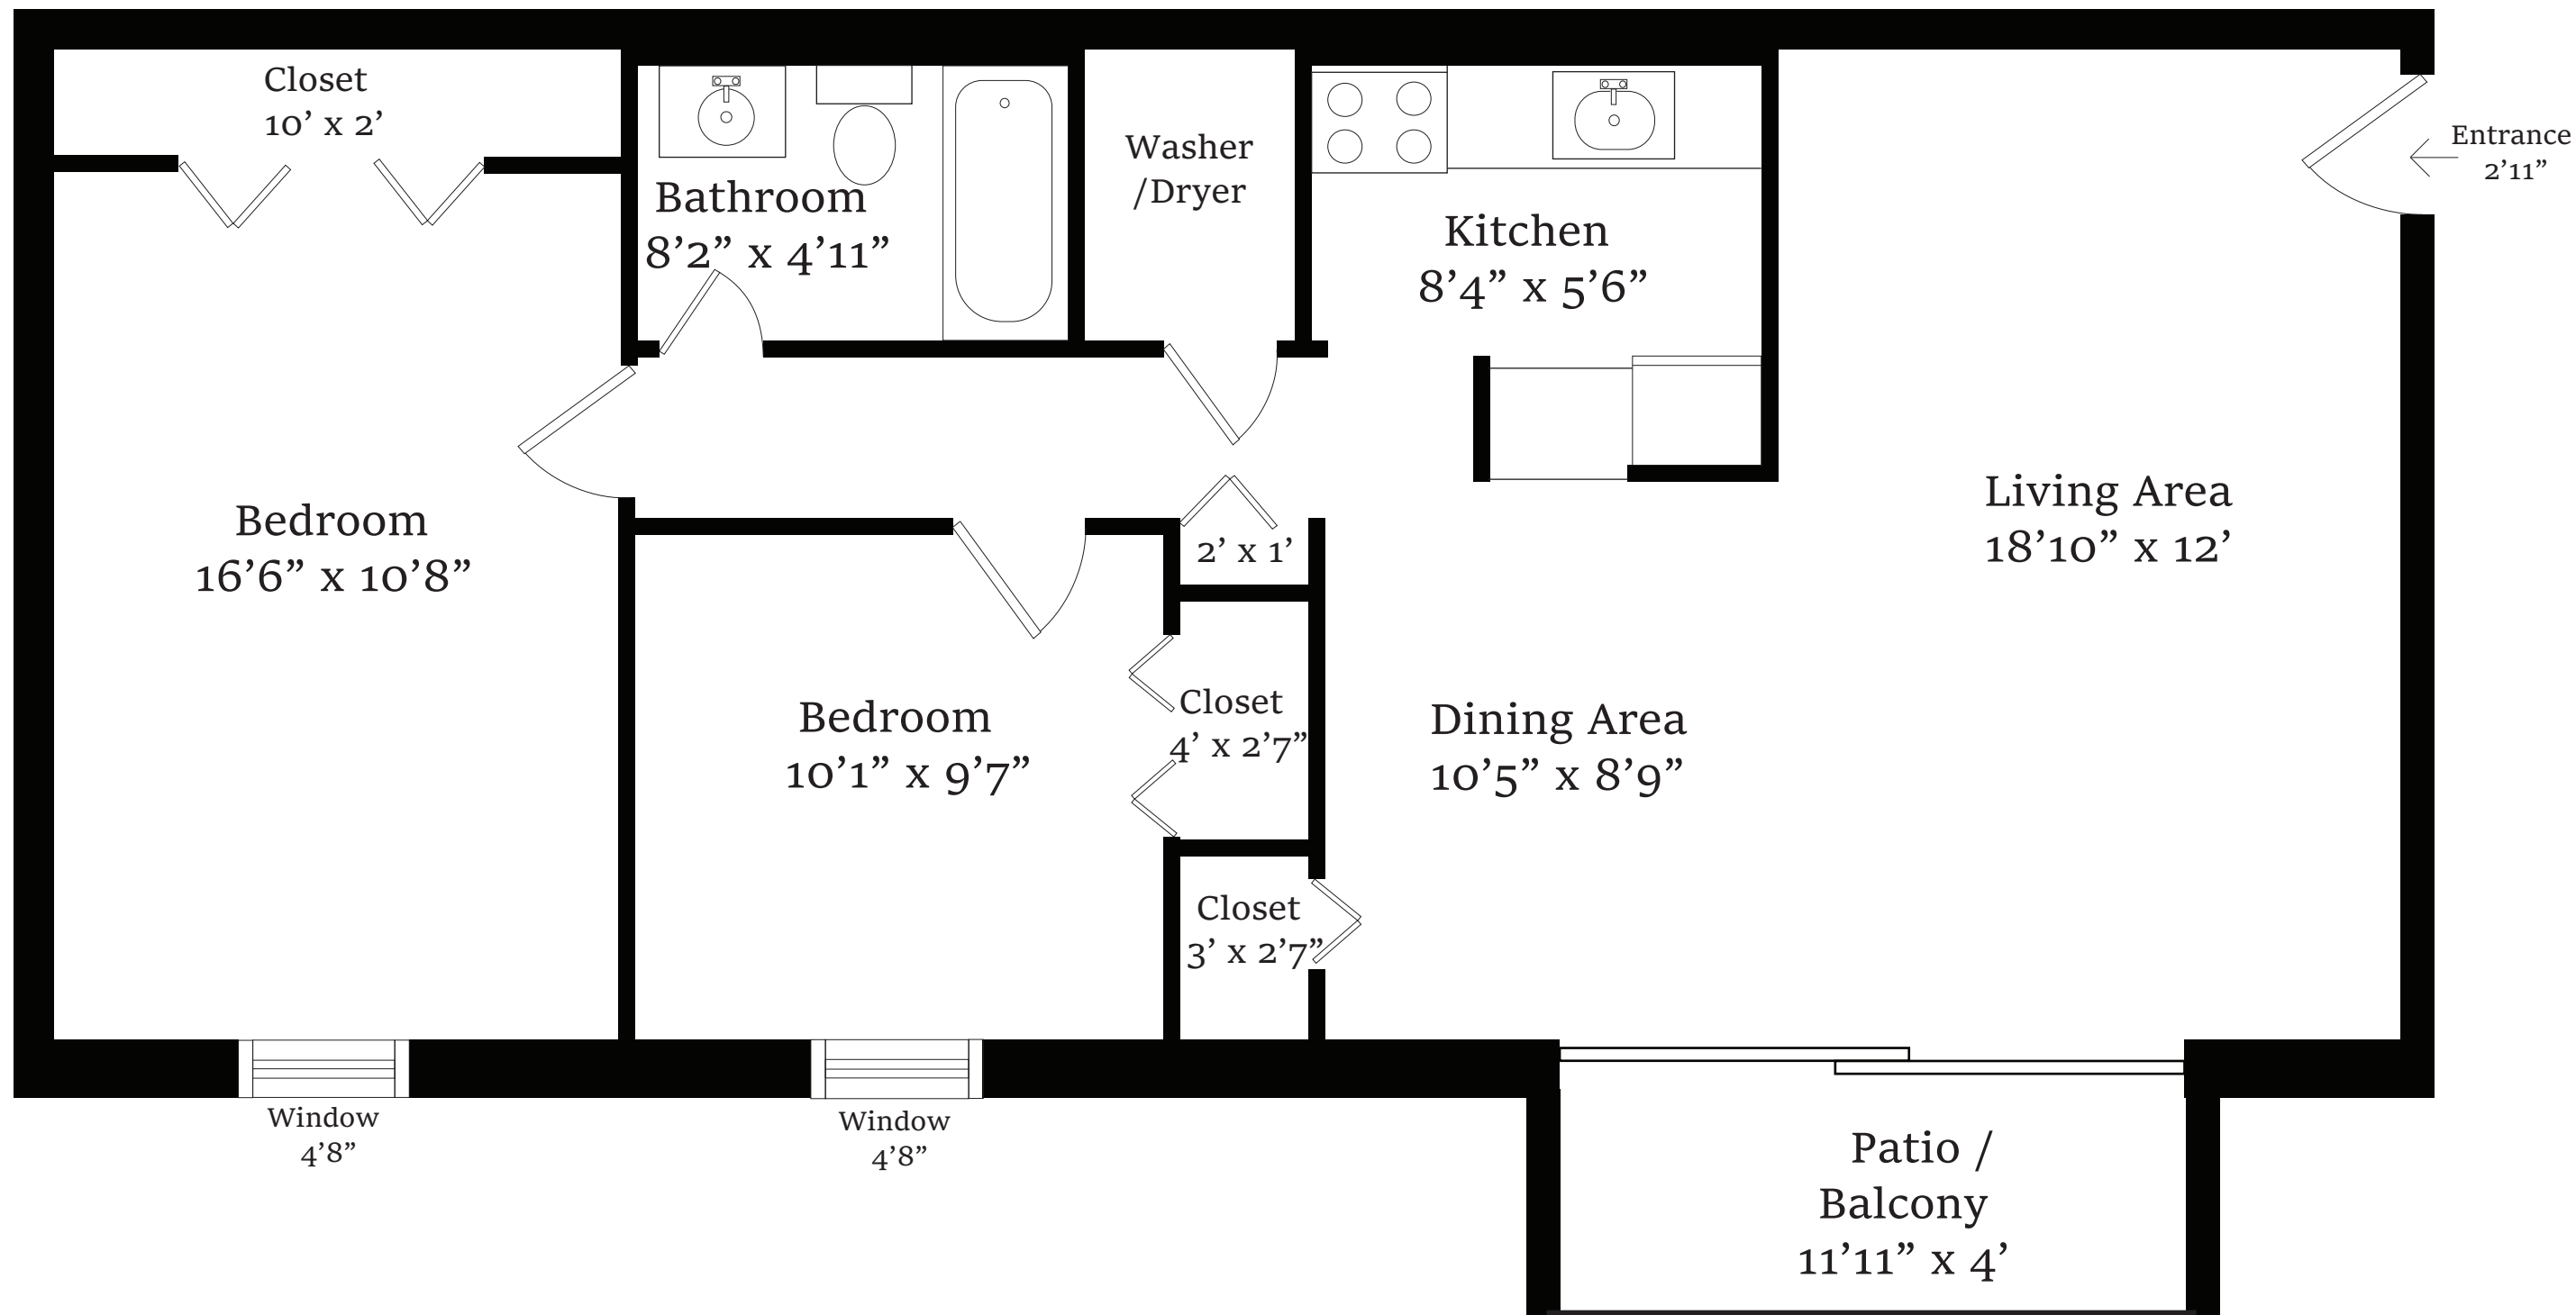 Closet
10’ x 2’
Bathroom
8’2” x 4’11”
Washer
/Dryer
Kitchen
8’4” x 5’6”
Entrance
2’11”
Bedroom
16’6” x 10’8”
2’ x 1’
Living Area
18’10” x 12’
Bedroom
10’1” x 9’7”
Closet
4’ x 2’7”
Dining Area
10’5” x 8’9”
Closet
3’ x 2’7”
Window
4’8”
Window
4’8”
Patio /
Balcony
11’11” x 4’